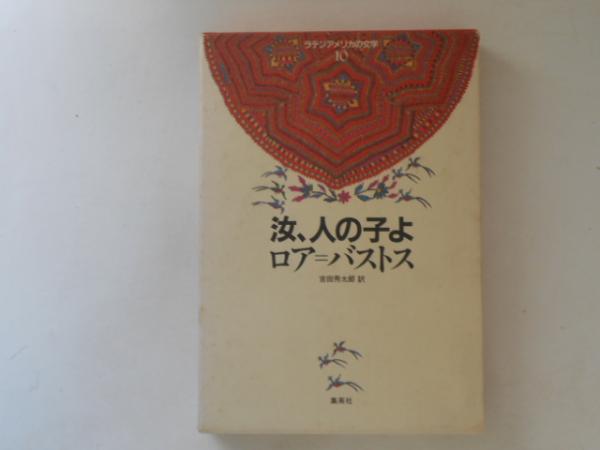 ラテンアメリカの文学
10
汝、人の子よ
ロア=バストス
吉田秀太郎 訳
集英社